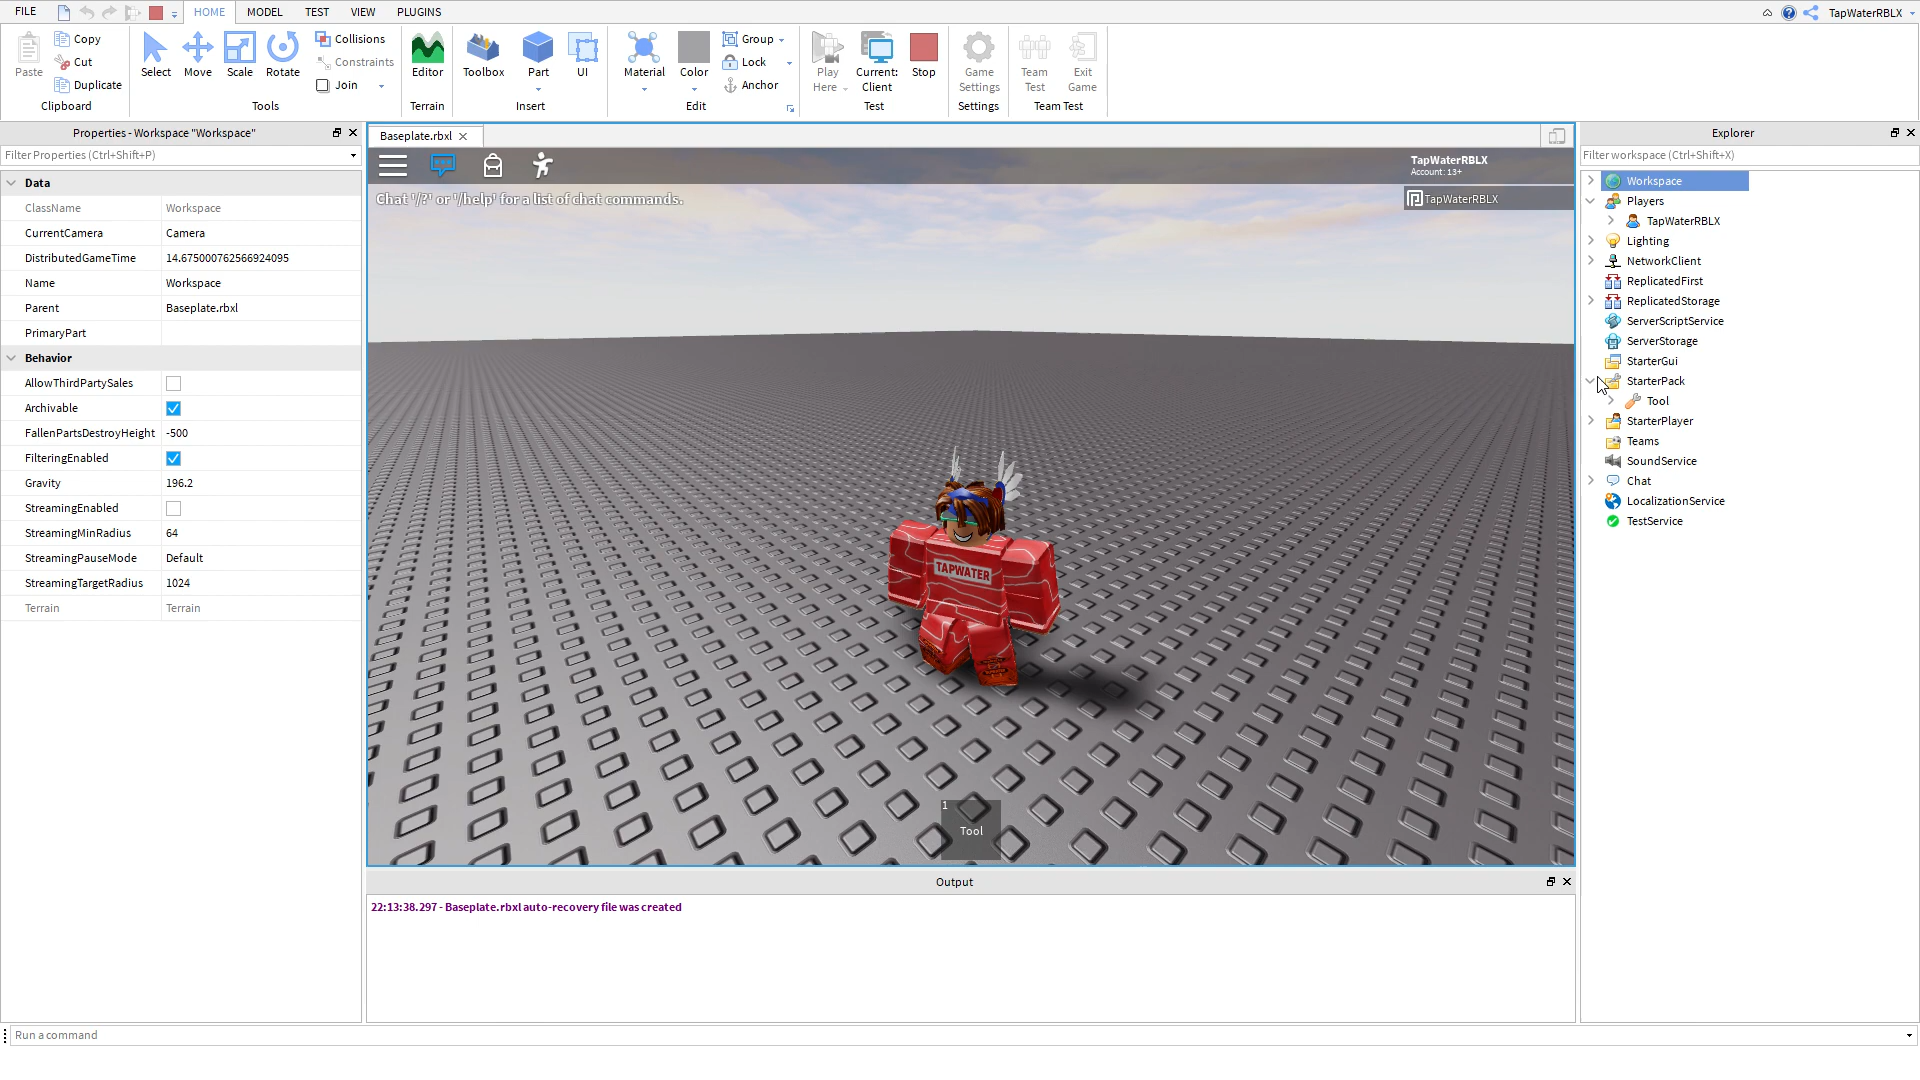 FILE
HOME
MODEL
TEST
VIEW
PLUGINS
TapWaterRBLX
Paste
Copy
Cut
Duplicate
Clipboard
Select
Move
Scale
Rotate
Collisions
Constraints
Join
Tools
Editor
Terrain
Toolbox
Part
UI
Insert
Material
Color
Group
Lock
Anchor
Edit
Play
Here
Current:
Client
Stop
Test
Game
Settings
Settings
Team
Test
Exit
Game
Team Test
Properties - Workspace "Workspace"
Filter Properties (Ctrl+Shift+P)
Data
ClassName Workspace
CurrentCamera Camera
DistributedGameTime 14.675000762566924095
Name Workspace
Parent Baseplate.rbxl
PrimaryPart
Behavior
AllowThirdPartySales
Archivable
FallenPartsDestroyHeight -500
FilteringEnabled
Gravity 196.2
StreamingEnabled
StreamingMinRadius 64
StreamingPauseMode Default
StreamingTargetRadius 1024
Terrain Terrain
Baseplate.rbxl
TapWaterRBLX
Account: 13+
Chat '/?' or '/help' for a list of chat commands.
TapWaterRBLX
TAPWATER
1
Tool
Output
22:13:38.297 - Baseplate.rbxl auto-recovery file was created
Explorer
Filter workspace (Ctrl+Shift+X)
Workspace
Players
TapWaterRBLX
Lighting
NetworkClient
ReplicatedFirst
ReplicatedStorage
ServerScriptService
ServerStorage
StarterGui
StarterPack
Tool
StarterPlayer
Teams
SoundService
Chat
LocalizationService
TestService
Run a command